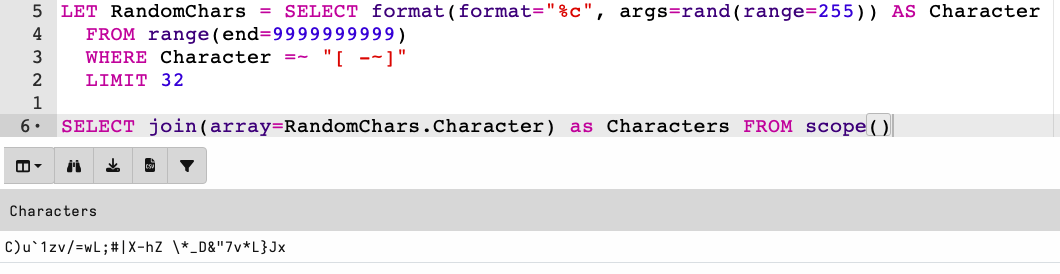 5 LET RandomChars = SELECT format(format="%c", args=rand(range=255)) AS Character
4 FROM range(end=9999999999)
3 WHERE Character =~ "[ -~]"
2 LIMIT 32
1
6 SELECT join(array=RandomChars.Character) as Characters FROM scope()
CSV
Characters
C)u`1zv/=wL;#|X-hZ \*_D&"7v*L}Jx